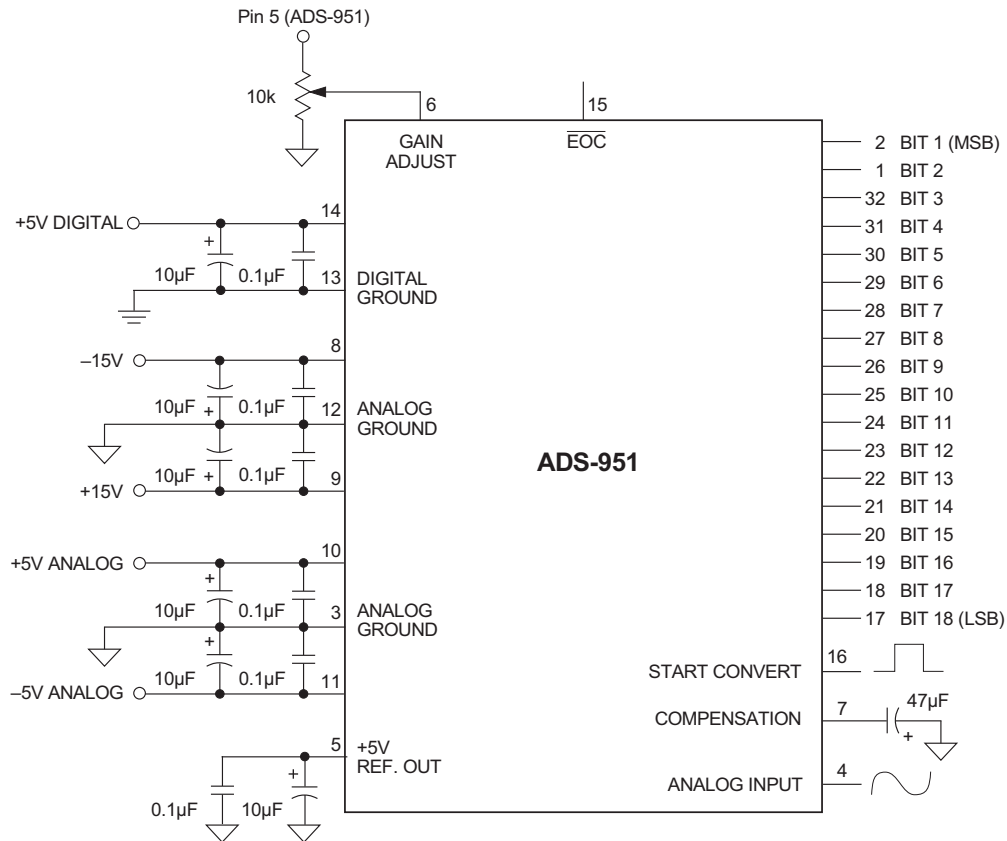 Pin 5 (ADS-951)
10k
6
15
GAIN
ADJUST
EOC
2 BIT 1 (MSB)
1 BIT 2
32 BIT 3
31 BIT 4
30 BIT 5
29 BIT 6
28 BIT 7
27 BIT 8
26 BIT 9
25 BIT 10
24 BIT 11
23 BIT 12
22 BIT 13
21 BIT 14
20 BIT 15
19 BIT 16
18 BIT 17
17 BIT 18 (LSB)
+5V DIGITAL
14
+
10µF
0.1µF
13
DIGITAL
GROUND
–15V
8
10µF
+
0.1µF
12
ANALOG
GROUND
10µF
+
0.1µF
+15V
9
ADS-951
+5V ANALOG
10
+
10µF
0.1µF
3
ANALOG
GROUND
+
10µF
0.1µF
–5V ANALOG
11
5
+5V
REF. OUT
0.1µF
+
10µF
START CONVERT
16
COMPENSATION
7
47µF
+
ANALOG INPUT
4